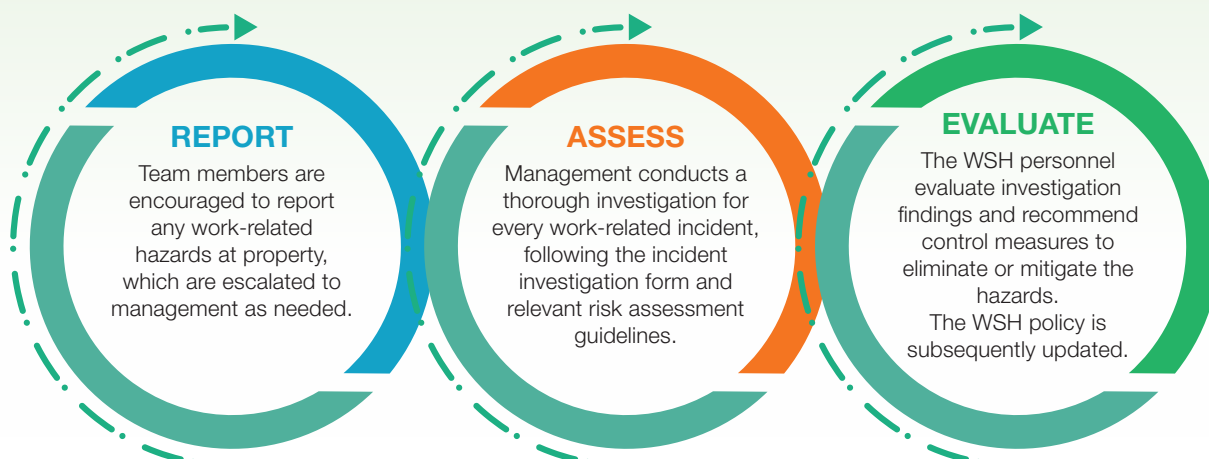 REPORT
Team members are
encouraged to report
any work-related
hazards at property,
which are escalated to
management as needed.
ASSESS
Management conducts a
thorough investigation for
every work-related incident,
following the incident
investigation form and
relevant risk assessment
guidelines.
EVALUATE
The WSH personnel
evaluate investigation
findings and recommend
control measures to
eliminate or mitigate the
hazards.
The WSH policy is
subsequently updated.